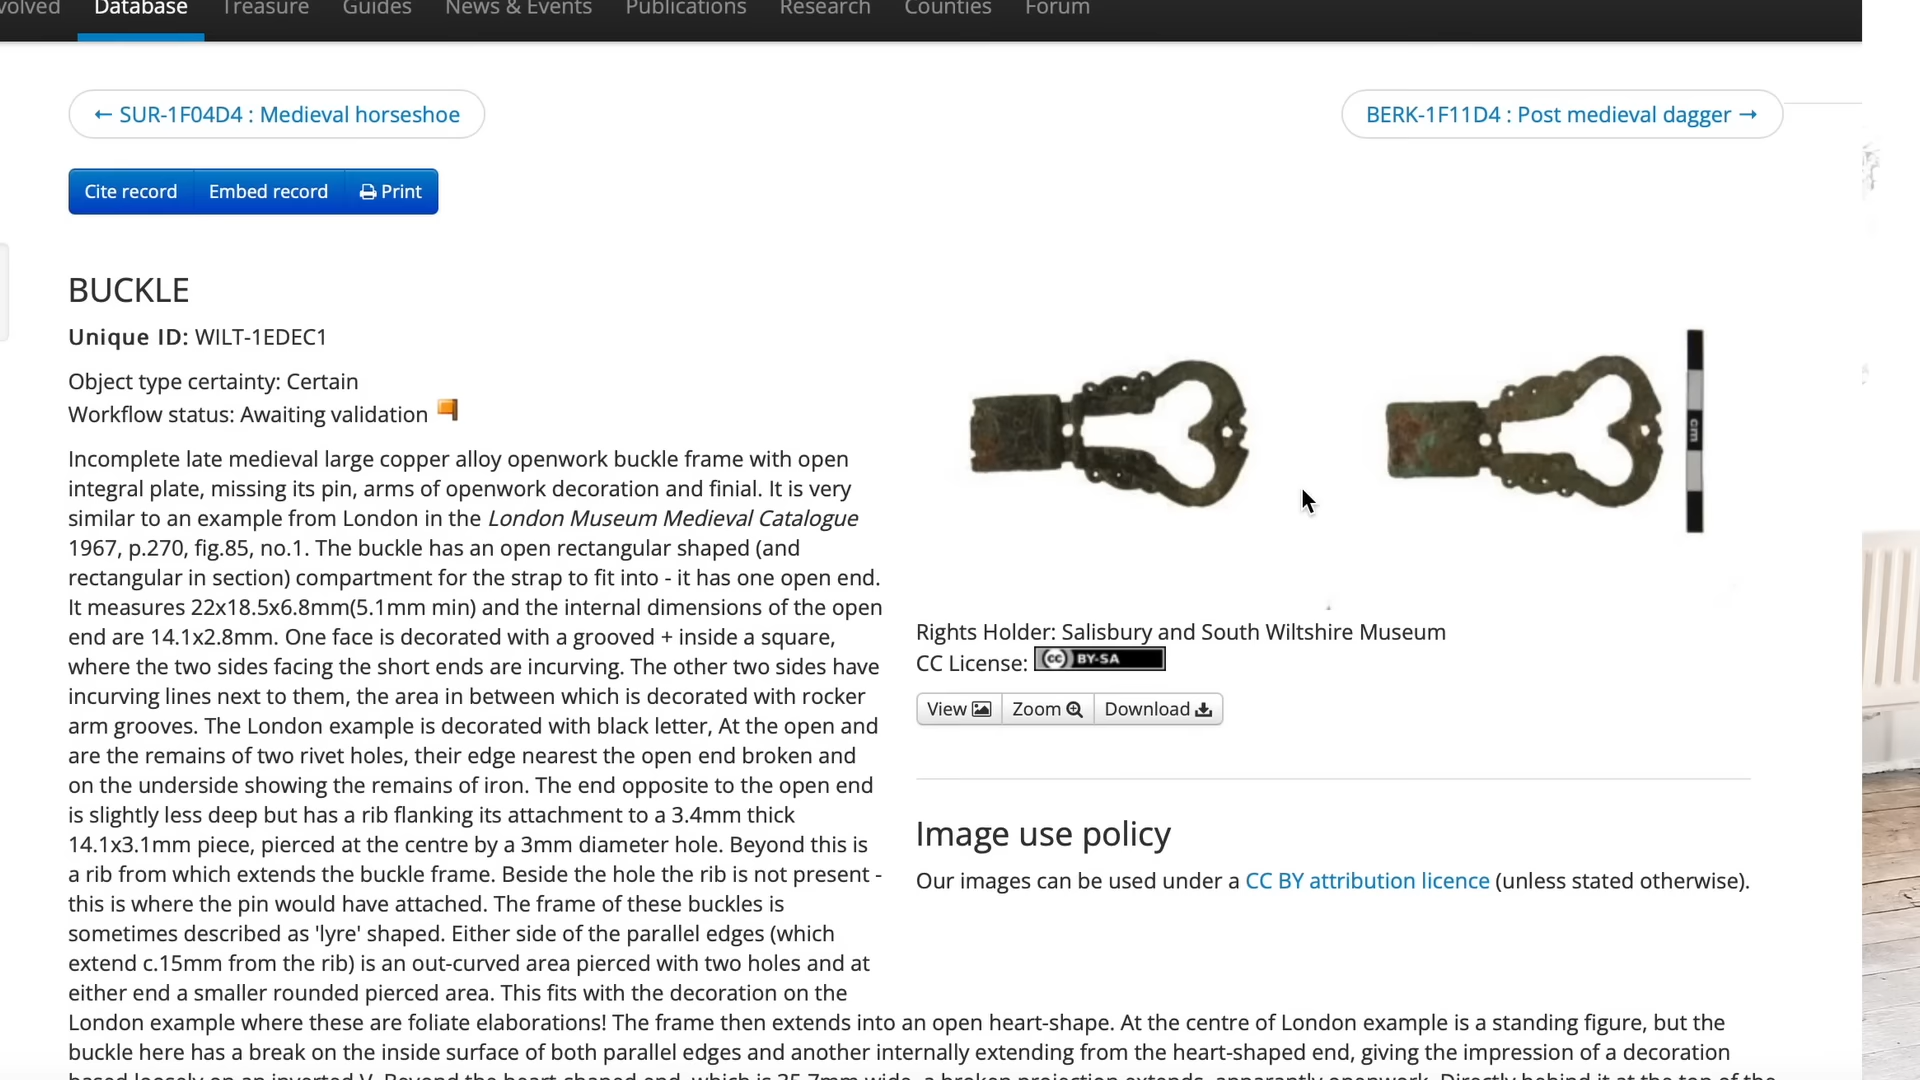 Database Treasure Guides News & Events Publications Research Counties Forum
← SUR-1F04D4 : Medieval horseshoe
BERK-1F11D4 : Post medieval dagger →
Cite record Embed record Print
BUCKLE
Unique ID: WILT-1EDEC1
Object type certainty: Certain
Workflow status: Awaiting validation
Incomplete late medieval large copper alloy openwork buckle frame with open
integral plate, missing its pin, arms of openwork decoration and finial. It is very
similar to an example from London in the London Museum Medieval Catalogue
1967, p.270, fig.85, no.1. The buckle has an open rectangular shaped (and
rectangular in section) compartment for the strap to fit into - it has one open end.
It measures 22x18.5x6.8mm(5.1mm min) and the internal dimensions of the open
end are 14.1x2.8mm. One face is decorated with a grooved + inside a square,
where the two sides facing the short ends are incurving. The other two sides have
incurving lines next to them, the area in between which is decorated with rocker
arm grooves. The London example is decorated with black letter, At the open and
are the remains of two rivet holes, their edge nearest the open end broken and
on the underside showing the remains of iron. The end opposite to the open end
is slightly less deep but has a rib flanking its attachment to a 3.4mm thick
14.1x3.1mm piece, pierced at the centre by a 3mm diameter hole. Beyond this is
a rib from which extends the buckle frame. Beside the hole the rib is not present -
this is where the pin would have attached. The frame of these buckles is
sometimes described as 'lyre' shaped. Either side of the parallel edges (which
extend c.15mm from the rib) is an out-curved area pierced with two holes and at
either end a smaller rounded pierced area. This fits with the decoration on the
London example where these are foliate elaborations! The frame then extends into an open heart-shape. At the centre of London example is a standing figure, but the
buckle here has a break on the inside surface of both parallel edges and another internally extending from the heart-shaped end, giving the impression of a decoration
cm
Rights Holder: Salisbury and South Wiltshire Museum
CC License: cc BY-SA
View Zoom Download
Image use policy
Our images can be used under a CC BY attribution licence (unless stated otherwise).